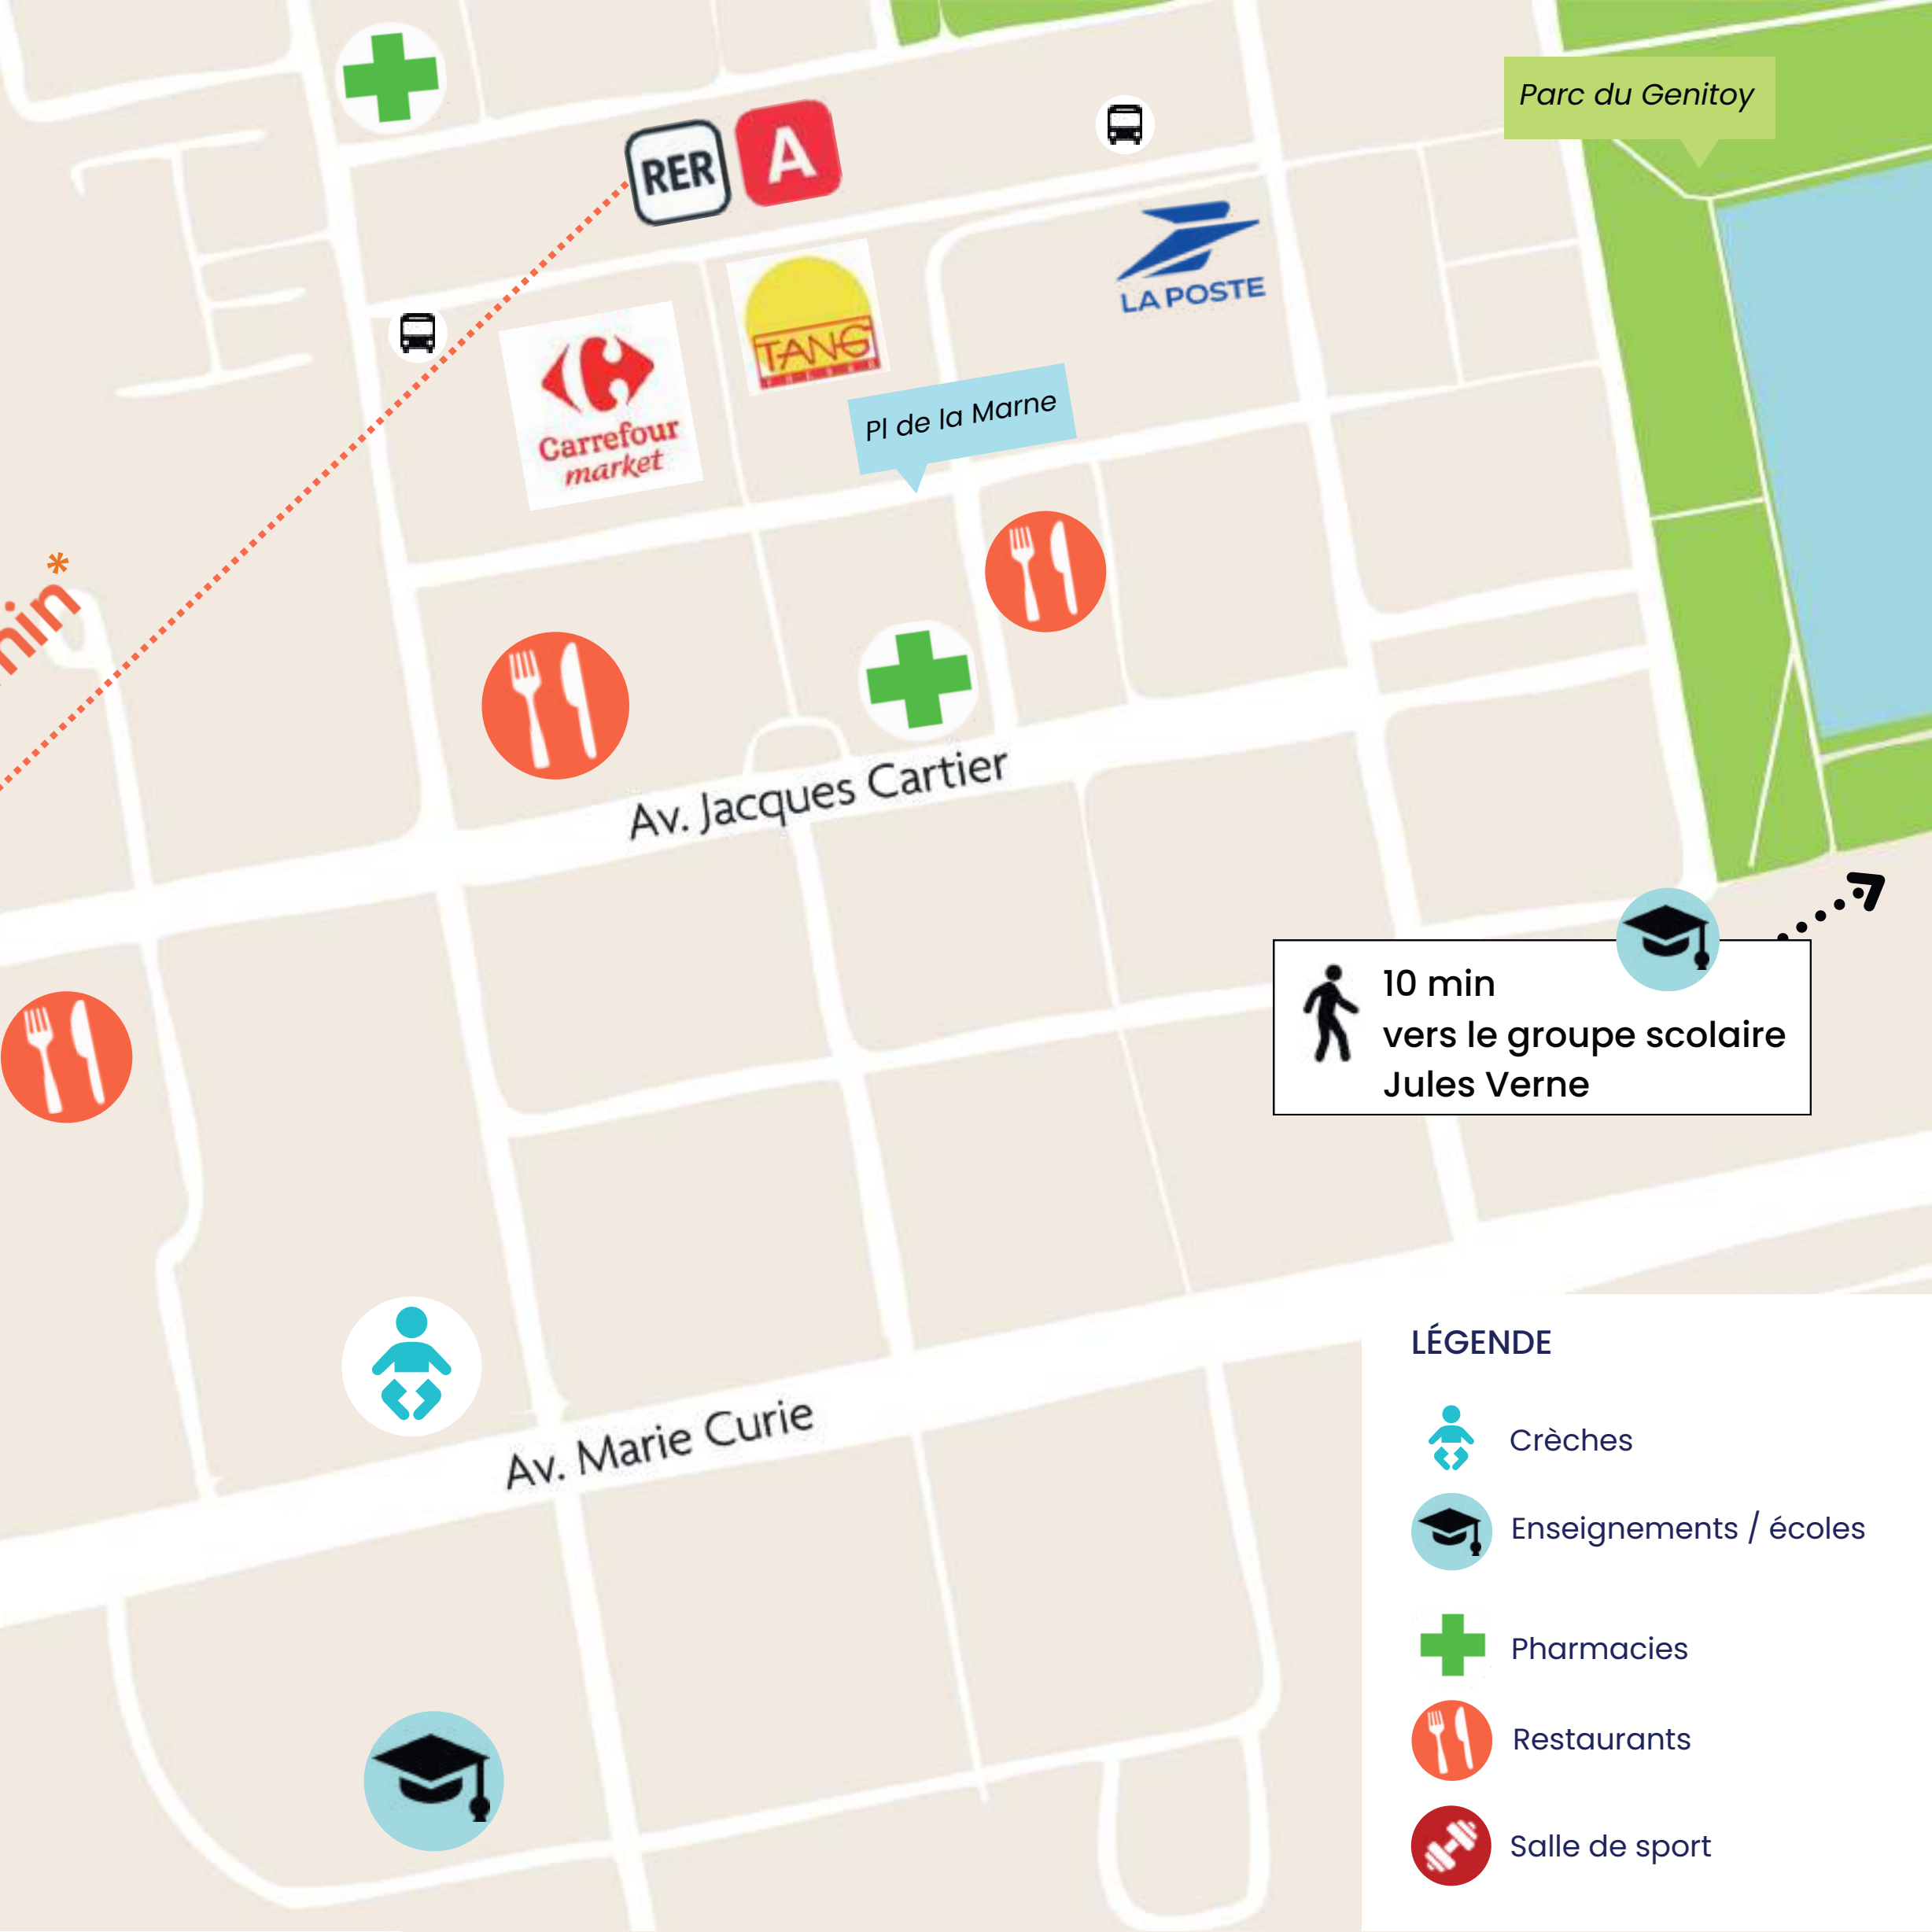 Parc du Genitoy
RER
A
LA POSTE
TANG
Carrefour
market
Pl de la Marne
min*
Av. Jacques Cartier
10 min
vers le groupe scolaire
Jules Verne
Av. Marie Curie
LÉGENDE
Crèches
Enseignements / écoles
Pharmacies
Restaurants
Salle de sport